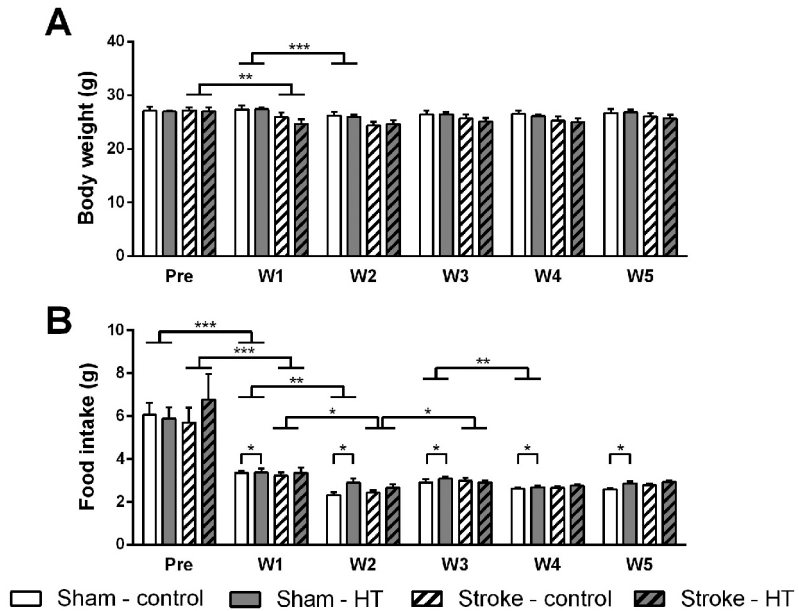 A
Body weight (g)
40
30
20
10
0
***
**
Pre W1 W2 W3 W4 W5
B
Food intake (g)
10
8
6
4
2
0
***
***
**
**
* *
* * * * *
Pre W1 W2 W3 W4 W5
Sham - control Sham - HT Stroke - control Stroke - HT